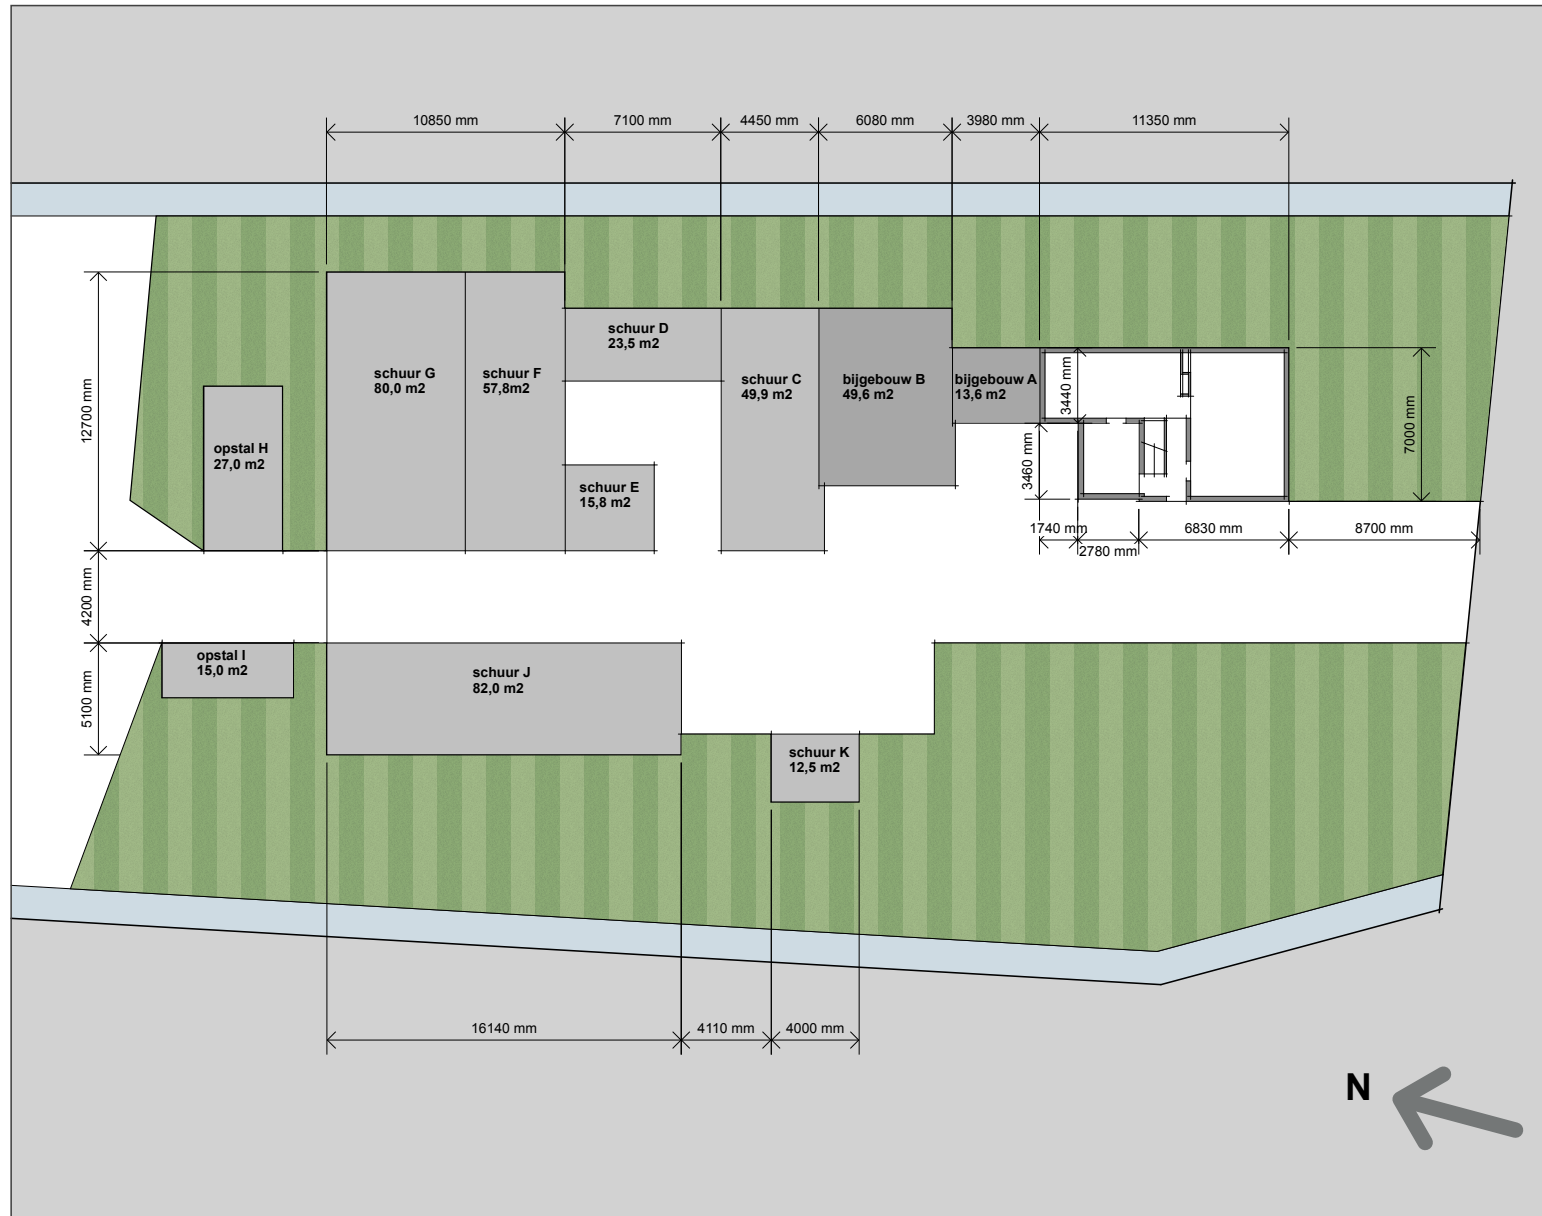 10850 mm
7100 mm
4450 mm
6080 mm
3980 mm
11350 mm
12700 mm
4200 mm
5100 mm
schuur G
80,0 m2
schuur F
57,8m2
schuur D
23,5 m2
schuur C
49,9 m2
bijgebouw B
49,6 m2
bijgebouw A
13,6 m2
3440 mm
3460 mm
7000 mm
opstal H
27,0 m2
schuur E
15,8 m2
1740 mm
2780 mm
6830 mm
8700 mm
opstal I
15,0 m2
schuur J
82,0 m2
schuur K
12,5 m2
16140 mm
4110 mm
4000 mm
N